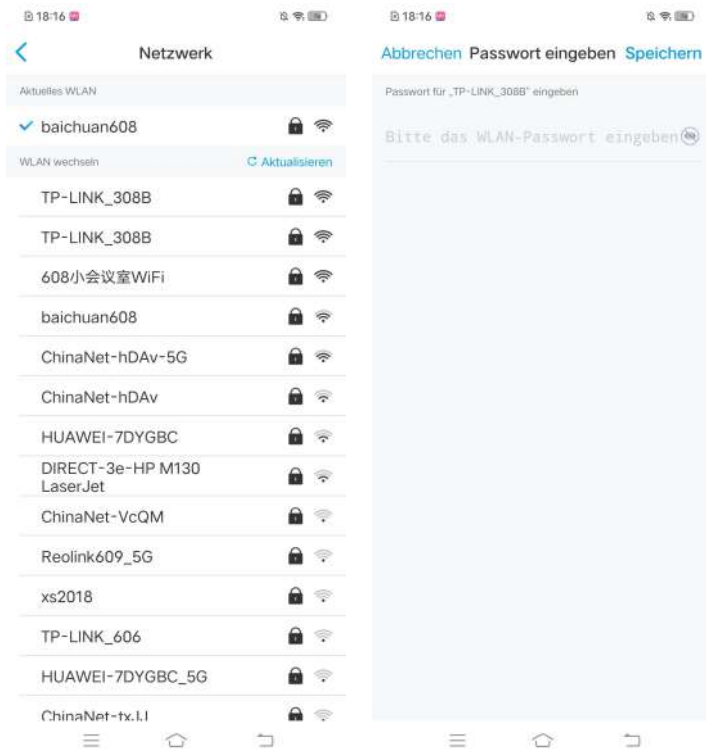 18:16
Netzwerk
Aktuelles WLAN
baichuan608
WLAN wechseln
Aktualisieren
TP-LINK_308B
TP-LINK_308B
608小会议室WiFi
baichuan608
ChinaNet-hDAv-5G
ChinaNet-hDAv
HUAWEI-7DYGBC
DIRECT-3e-HP M130
LaserJet
ChinaNet-VcQM
Reolink609_5G
xs2018
TP-LINK_606
HUAWEI-7DYGBC_5G
ChinaNet-txJJ
18:16
Abbrechen Passwort eingeben Speichern
Passwort für „TP-LINK_308B“ eingeben
Bitte das WLAN-Passwort eingeben